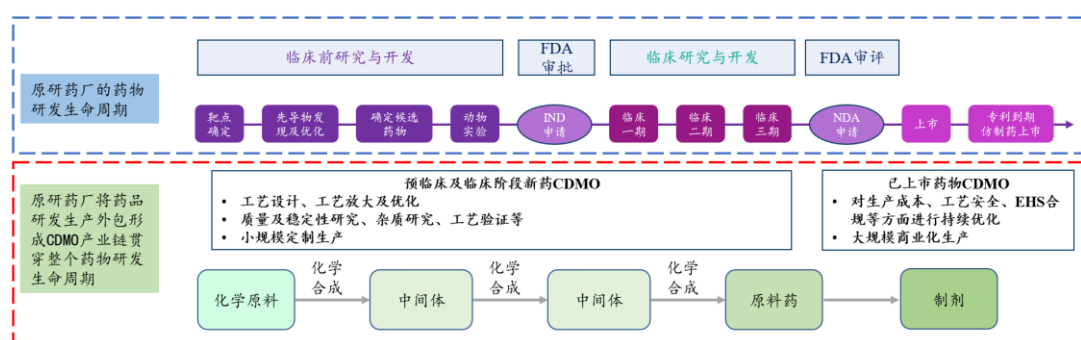 临床前研究与开发
FDA
审批
临床研究与开发
FDA审评
原研药厂的药物
研发生命周期
靶点
确定
先导物发
现及优化
确定候选
药物
动物
实验
IND
申请
临床
一期
临床
二期
临床
三期
NDA
申请
上市
专利到期
仿制药上市
原研药厂将药品
研发生产外包形
成CDMO产业链贯
穿整个药物研发
生命周期
预临床及临床阶段新药CDMO
• 工艺设计、工艺放大及优化
• 质量及稳定性研究、杂质研究、工艺验证等
• 小规模定制生产
已上市药物CDMO
• 对生产成本、工艺安全、EHS合
规等方面进行持续优化
• 大规模商业化生产
化学原料
化学
合成
中间体
化学
合成
中间体
化学
合成
原料药
制剂